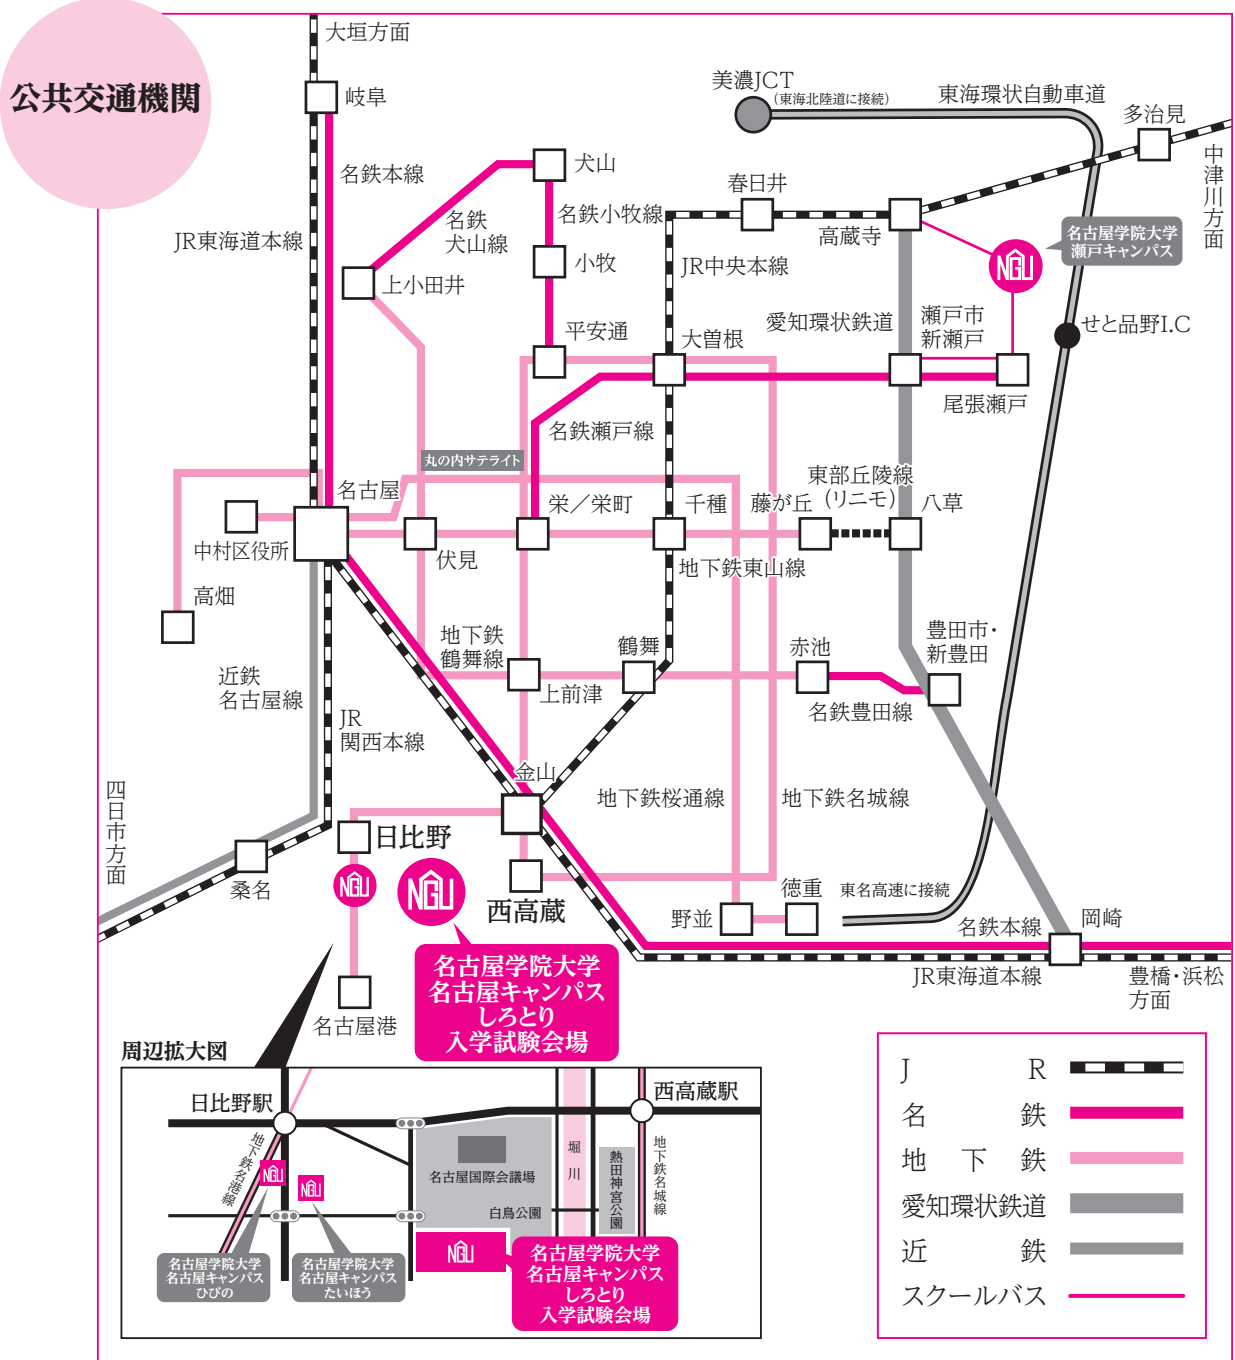 公共交通機関
大垣方面
岐阜
名鉄本線
JR東海道本線
犬山
名鉄
犬山線
名鉄小牧線
小牧
上小田井
平安通
美濃JCT
（東海北陸道に接続）
東海環状自動車道
多治見
中津川方面
春日井
高蔵寺
JR中央本線
名古屋学院大学
瀬戸キャンパス
NGU
愛知環状鉄道
瀬戸市
新瀬戸
せと品野I.C
大曽根
尾張瀬戸
名鉄瀬戸線
丸の内サテライト
名古屋
栄／栄町
千種
藤が丘
東部丘陵線
（リニモ）
八草
中村区役所
伏見
地下鉄東山線
高畑
地下鉄
鶴舞線
鶴舞
赤池
豊田市・
新豊田
上前津
名鉄豊田線
近鉄
名古屋線
JR
関西本線
金山
地下鉄桜通線
地下鉄名城線
四日市方面
日比野
桑名
NGU
NGU
西高蔵
野並
徳重
東名高速に接続
名鉄本線
岡崎
JR東海道本線
豊橋・浜松
方面
名古屋港
名古屋学院大学
名古屋キャンパス
しろとり
入学試験会場
周辺拡大図
日比野駅
西高蔵駅
地下鉄名港線
NGU
NGU
名古屋国際会議場
白鳥公園
堀川
熱田神宮公園
地下鉄名城線
NGU
名古屋学院大学
名古屋キャンパス
ひびの
名古屋学院大学
名古屋キャンパス
たいほう
名古屋学院大学
名古屋キャンパス
しろとり
入学試験会場
JR
名鉄
地下鉄
愛知環状鉄道
近鉄
スクールバス